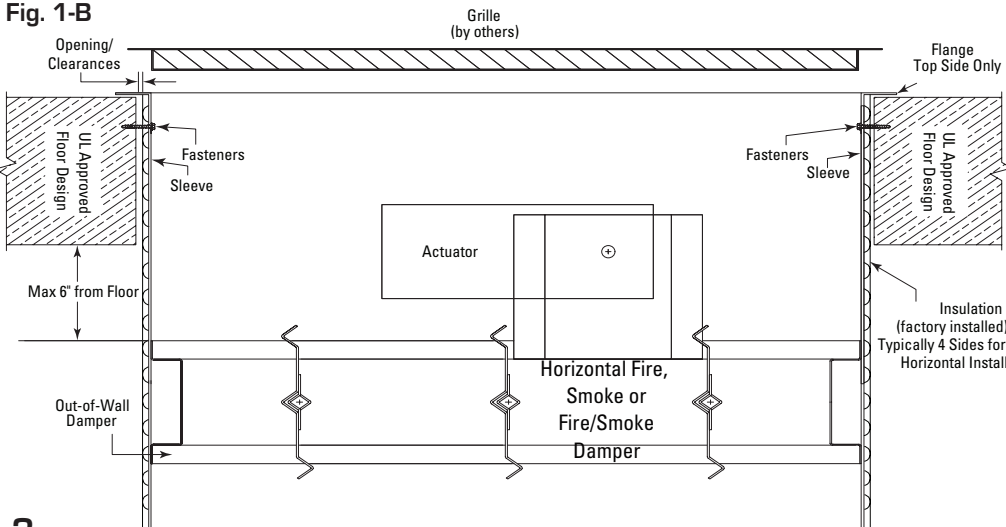 Fig. 1-B
Grille
(by others)
Opening/
Clearances
Flange
Top Side Only
UL Approved
Floor Design
Fasteners
Sleeve
Fasteners
Sleeve
UL Approved
Floor Design
Actuator
Max 6" from Floor
Insulation
(factory installed)
Typically 4 Sides for
Horizontal Install
Horizontal Fire,
Smoke or
Fire/Smoke
Damper
Out-of-Wall
Damper